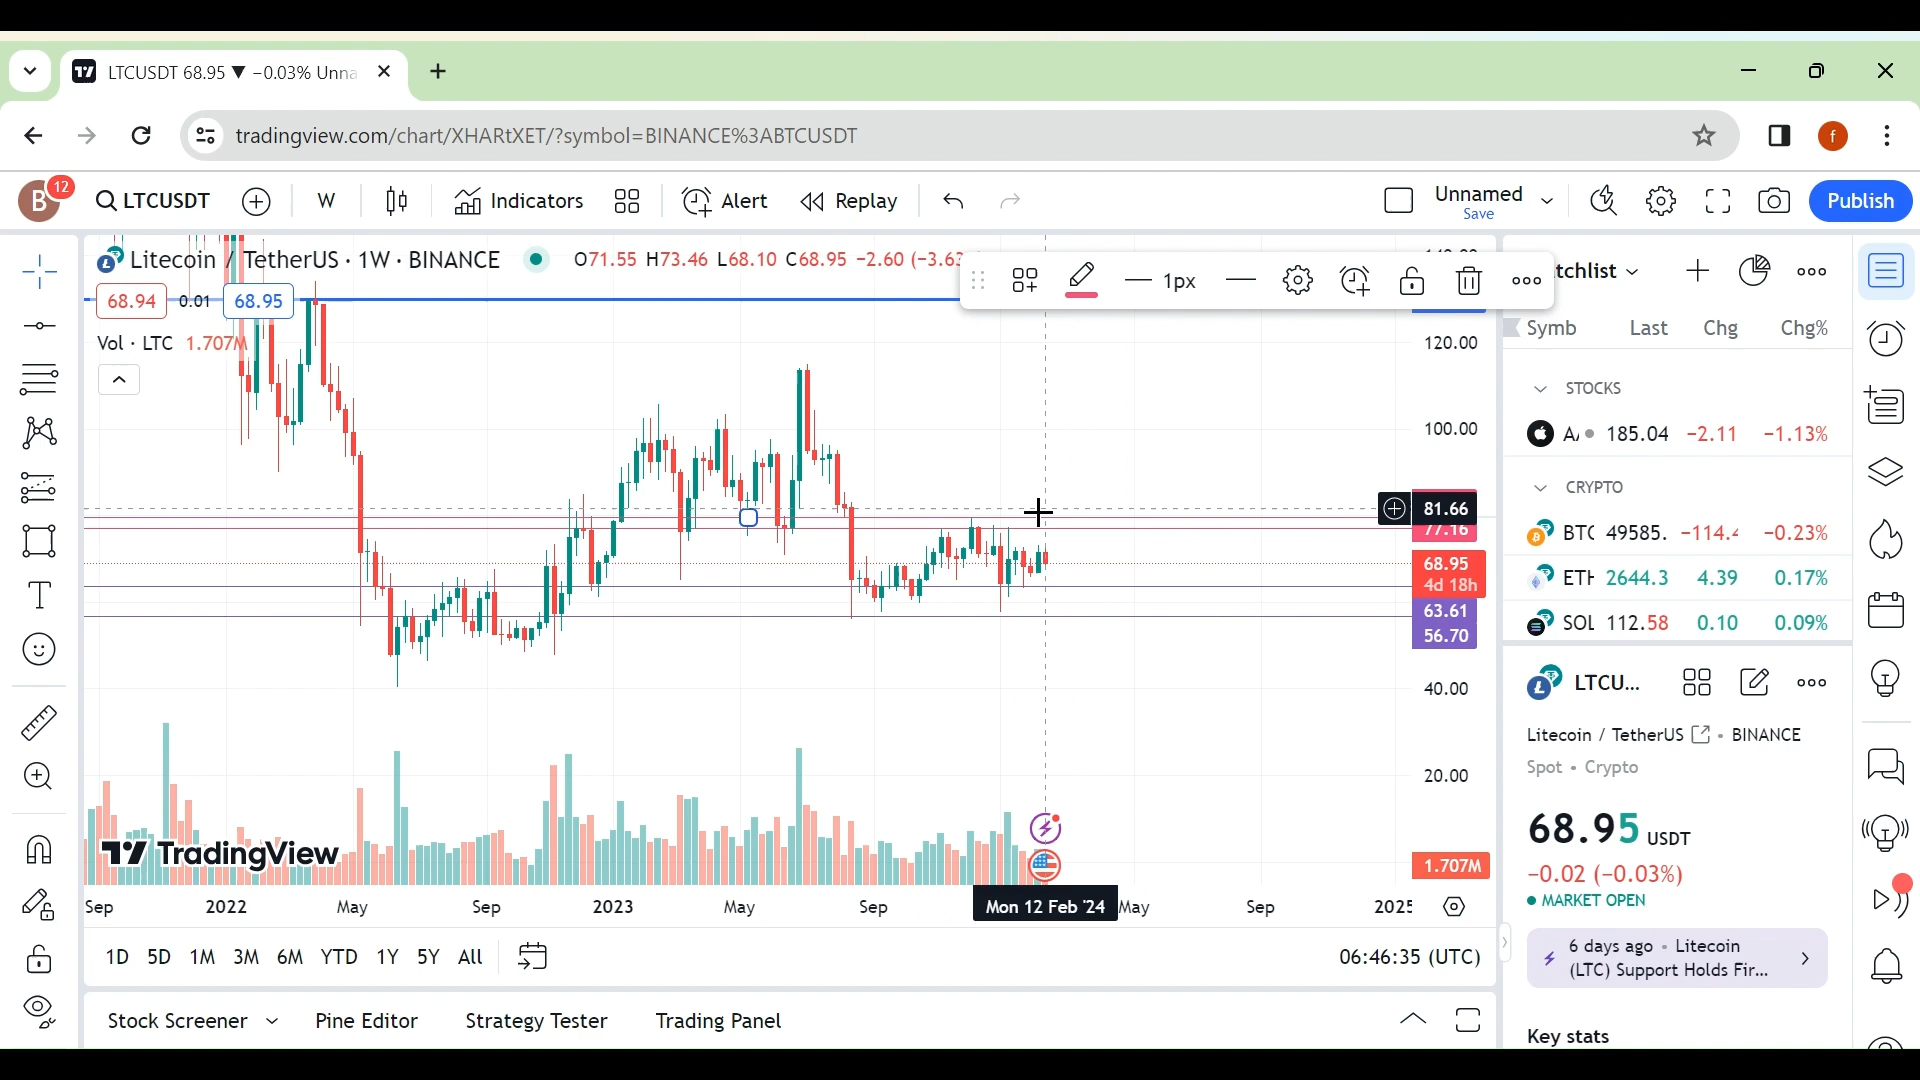 LTCUSDT 68.95 ▼ −0.03% Unna
tradingview.com/chart/XHARtXET/?symbol=BINANCE%3ABTCUSDT
B 12 LTCUSDT W Indicators Alert Replay Unnamed Save Publish
f
Litecoin / TetherUS · 1W · BINANCE O71.55 H73.46 L68.10 C68.95 −2.60 (−3.63
68.94 0.01 68.95
Vol · LTC 1.707M
1px
120.00
100.00
81.66
77.16
68.95
4d 18h
63.61
56.70
40.00
20.00
1.707M
TradingView
Sep 2022 May Sep 2023 May Sep Mon 12 Feb '24 May Sep 2025
1D 5D 1M 3M 6M YTD 1Y 5Y All 06:46:35 (UTC)
Stock Screener Pine Editor Strategy Tester Trading Panel
tchlist
Symb Last Chg Chg%
STOCKS
A 185.04 −2.11 −1.13%
CRYPTO
BTC 49585. −114.4 −0.23%
ETH 2644.3 4.39 0.17%
SOL 112.58 0.10 0.09%
LTCU...
Litecoin / TetherUS • BINANCE
Spot • Crypto
68.95 USDT
−0.02 (−0.03%)
MARKET OPEN
6 days ago • Litecoin
(LTC) Support Holds Fir...
Key stats